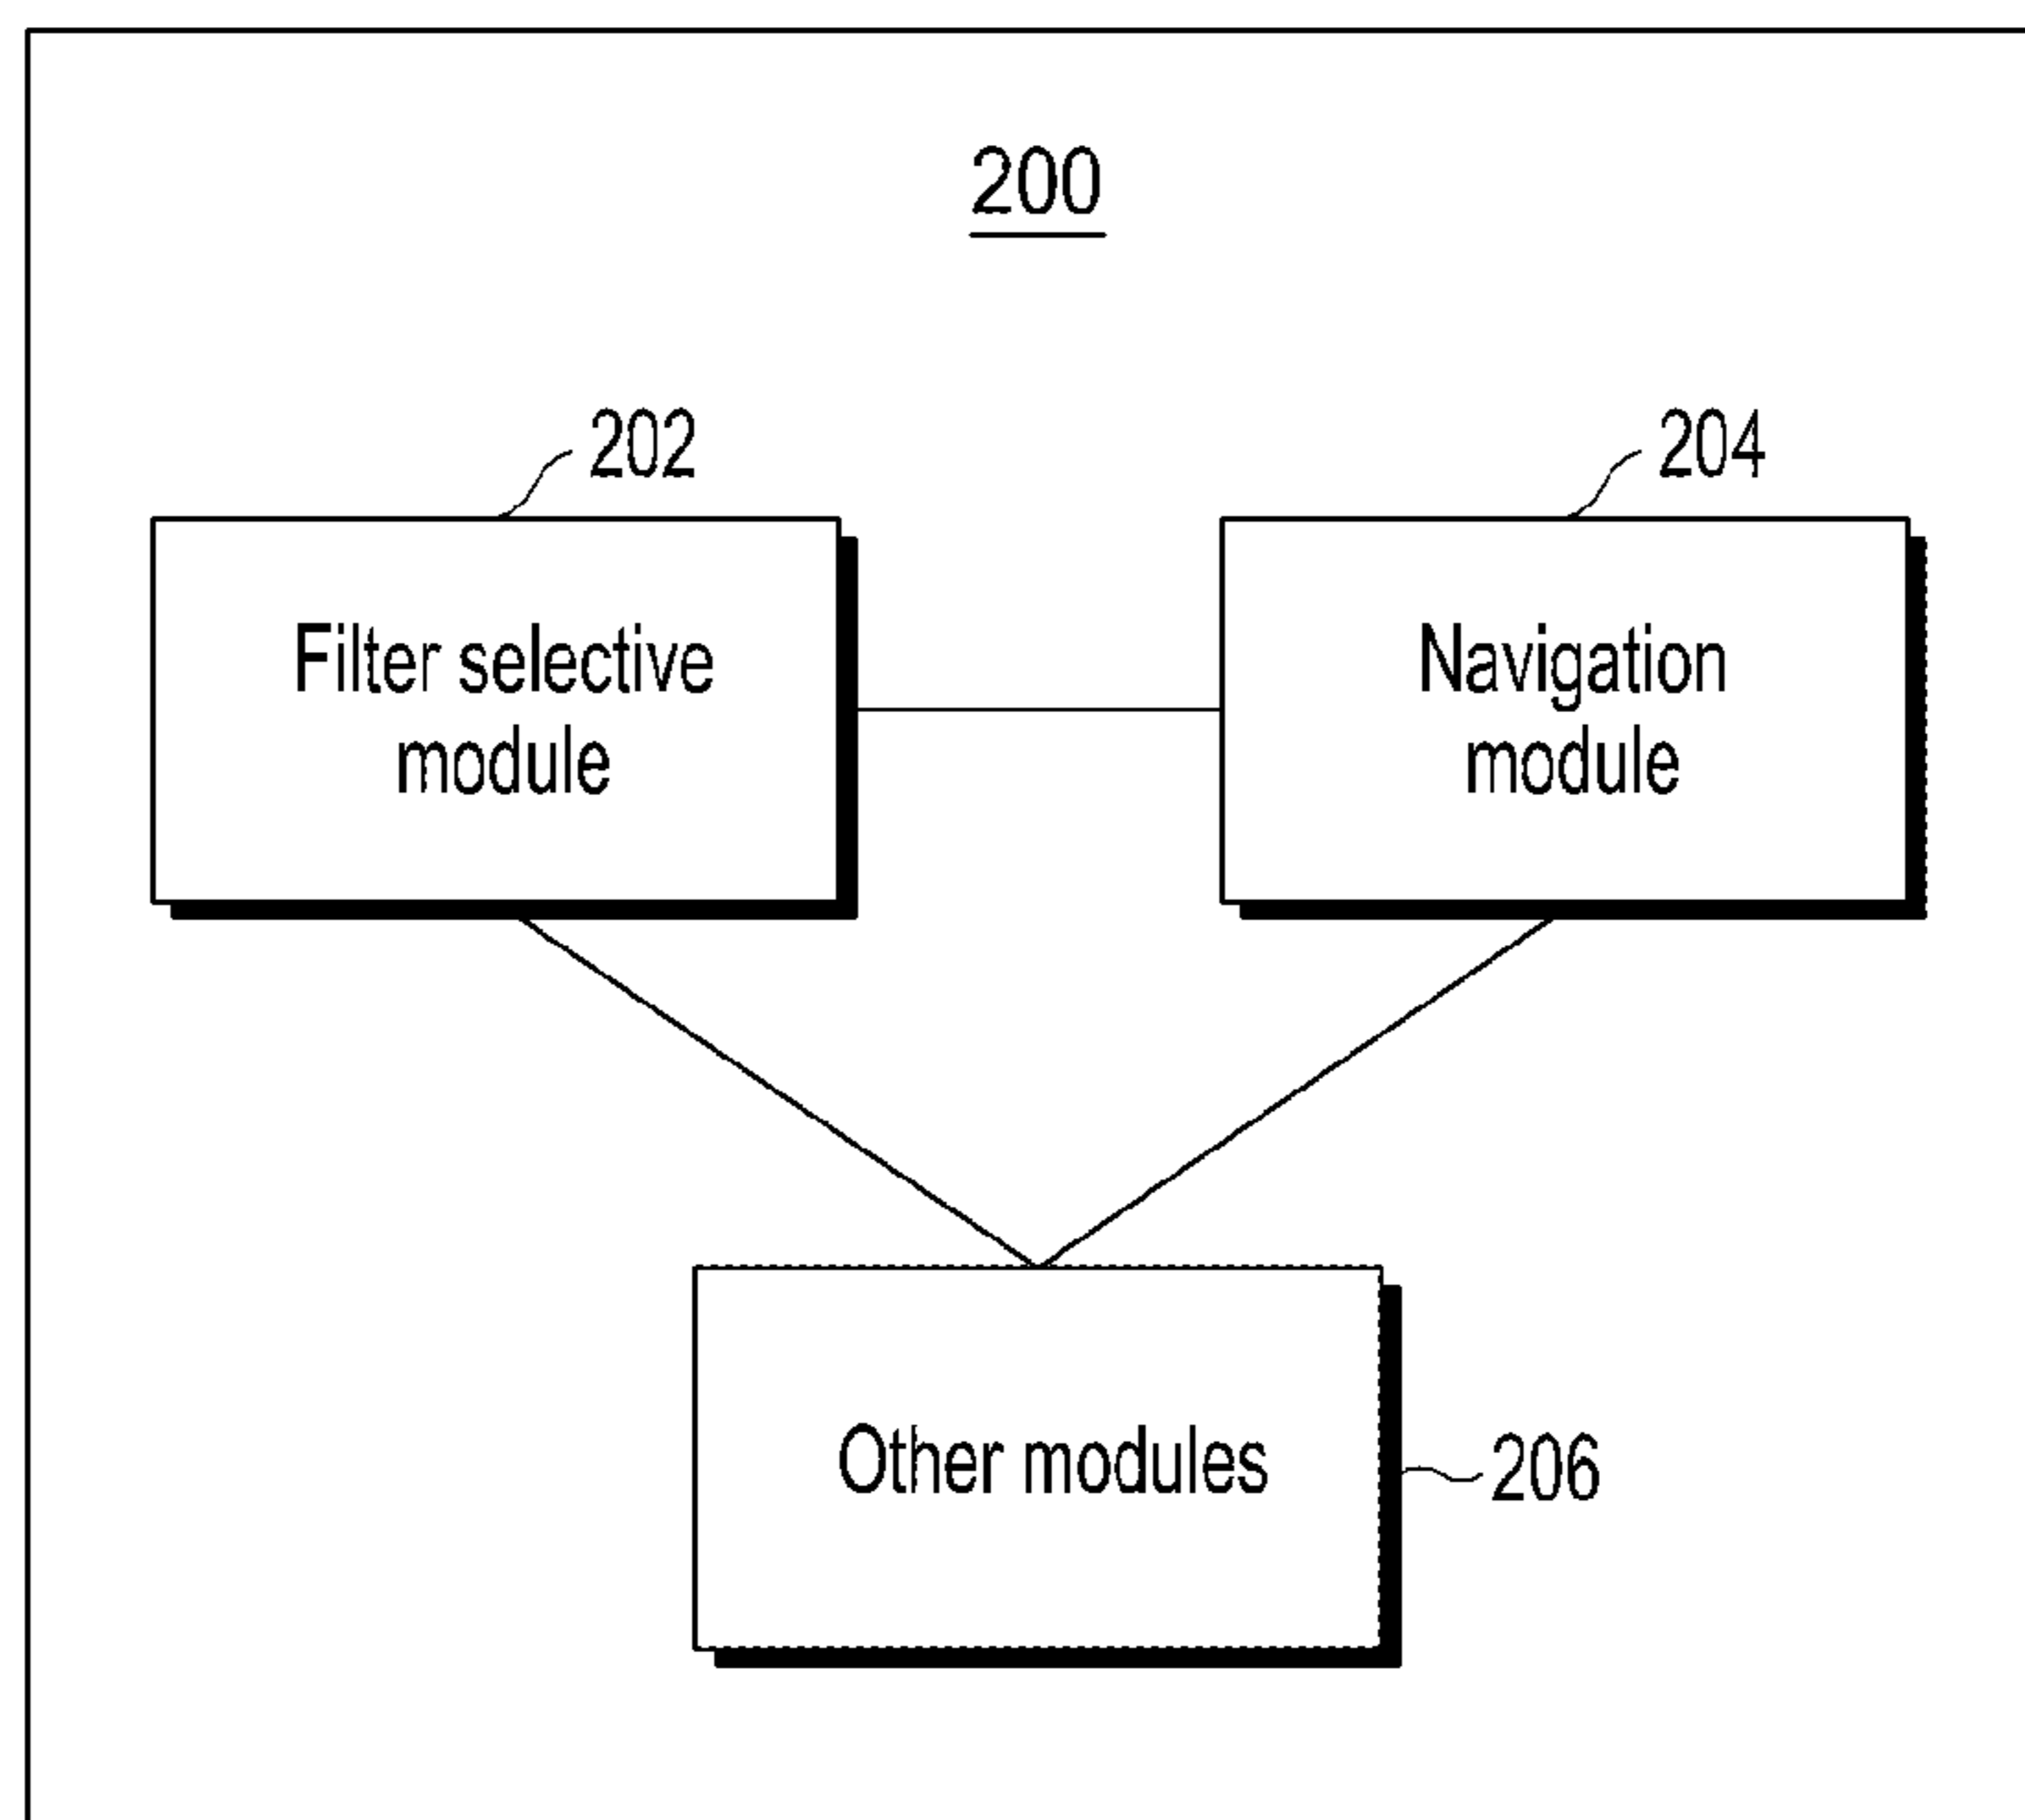 200
202
204
Filter selective
module
Navigation
module
Other modules
206